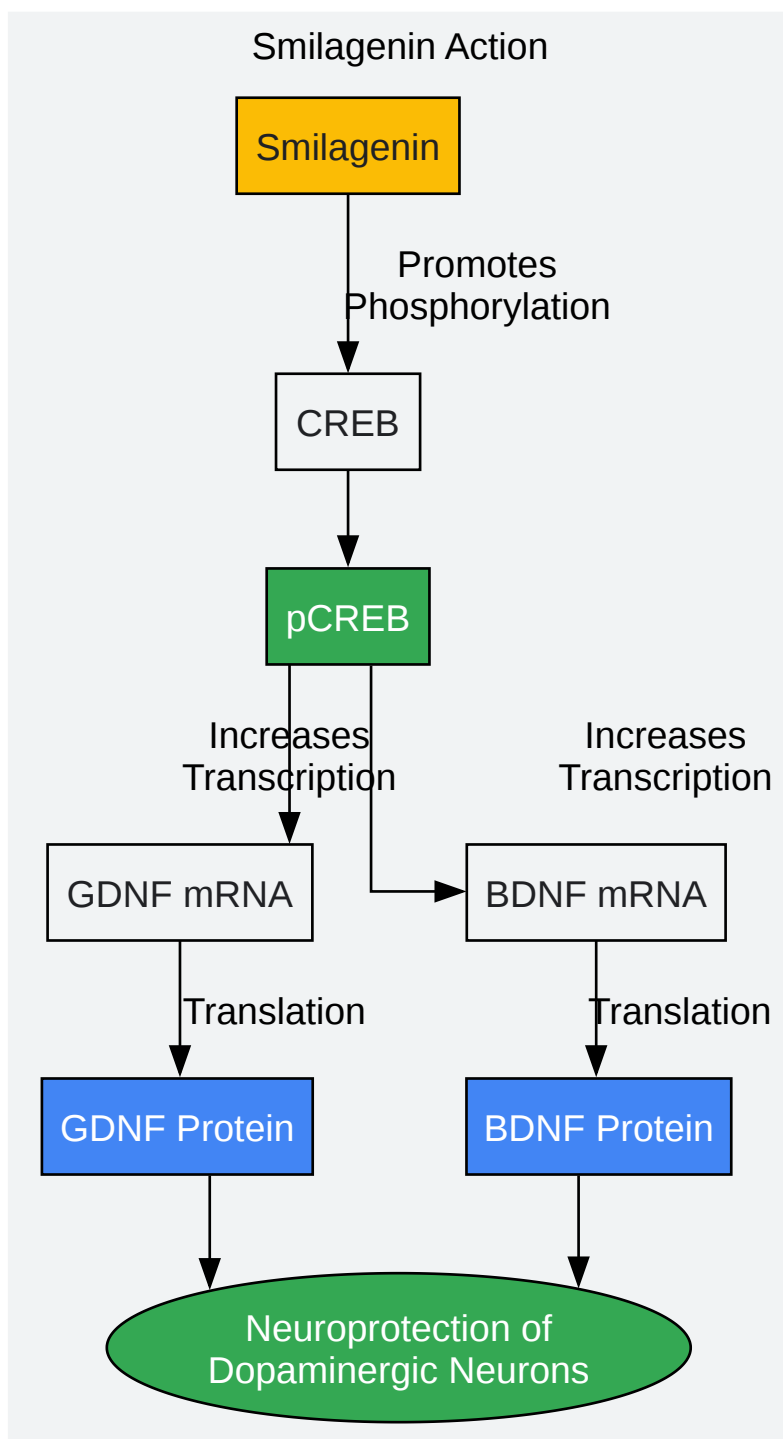 Smilagenin Action
Smilagenin
Promotes
Phosphorylation
CREB
pCREB
Increases
Transcription
Increases
Transcription
GDNF mRNA
BDNF mRNA
Translation
Translation
GDNF Protein
BDNF Protein
Neuroprotection of
Dopaminergic Neurons